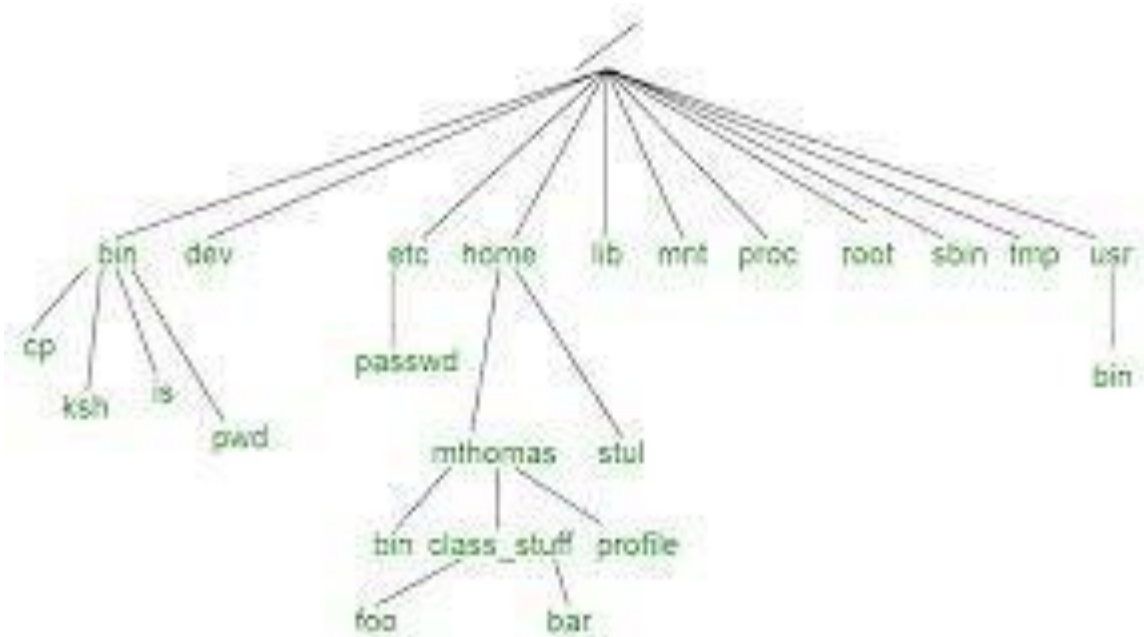 /
bin dev etc home lib mnt proc root sbin tmp usr
cp
passwd
bin
ksh ls
pwd
mthomas stul
bin class_stuff profile
foo bar